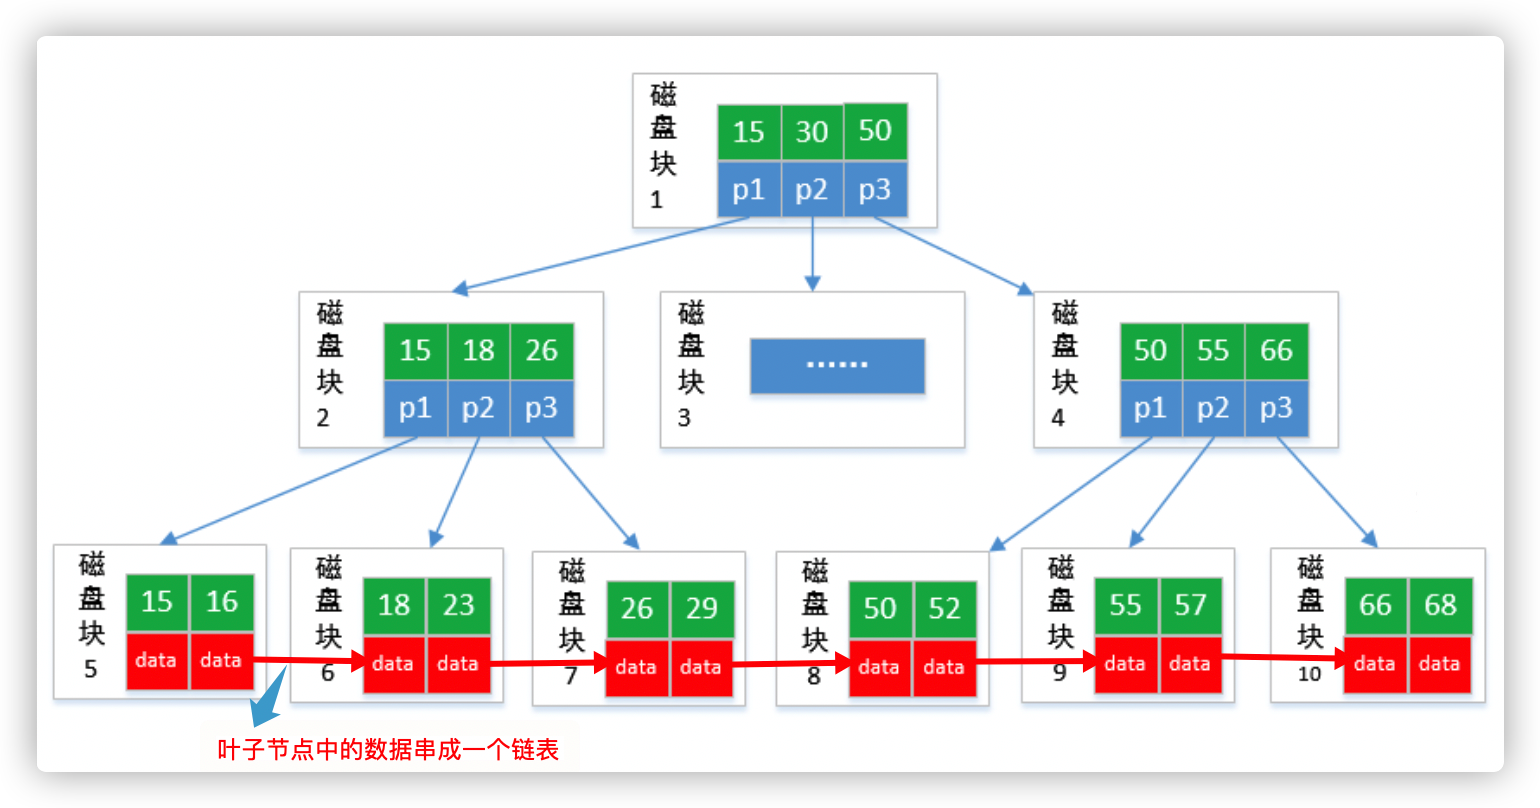 磁盘块1
15 30 50
p1 p2 p3
磁盘块2
15 18 26
p1 p2 p3
磁盘块3
······
磁盘块4
50 55 66
p1 p2 p3
磁盘块5
15 16
data data
磁盘块6
18 23
data data
磁盘块7
26 29
data data
磁盘块8
50 52
data data
磁盘块9
55 57
data data
磁盘块10
66 68
data data
叶子节点中的数据串成一个链表